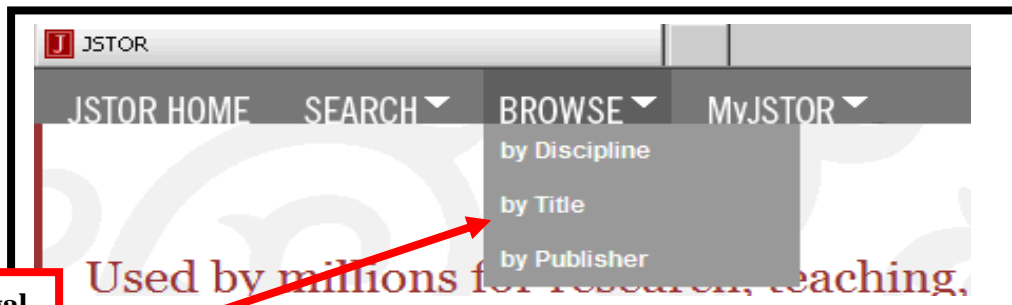 J JSTOR
JSTOR HOME SEARCH BROWSE MyJSTOR
by Discipline
by Title
by Publisher
Used by millions for research, teaching,